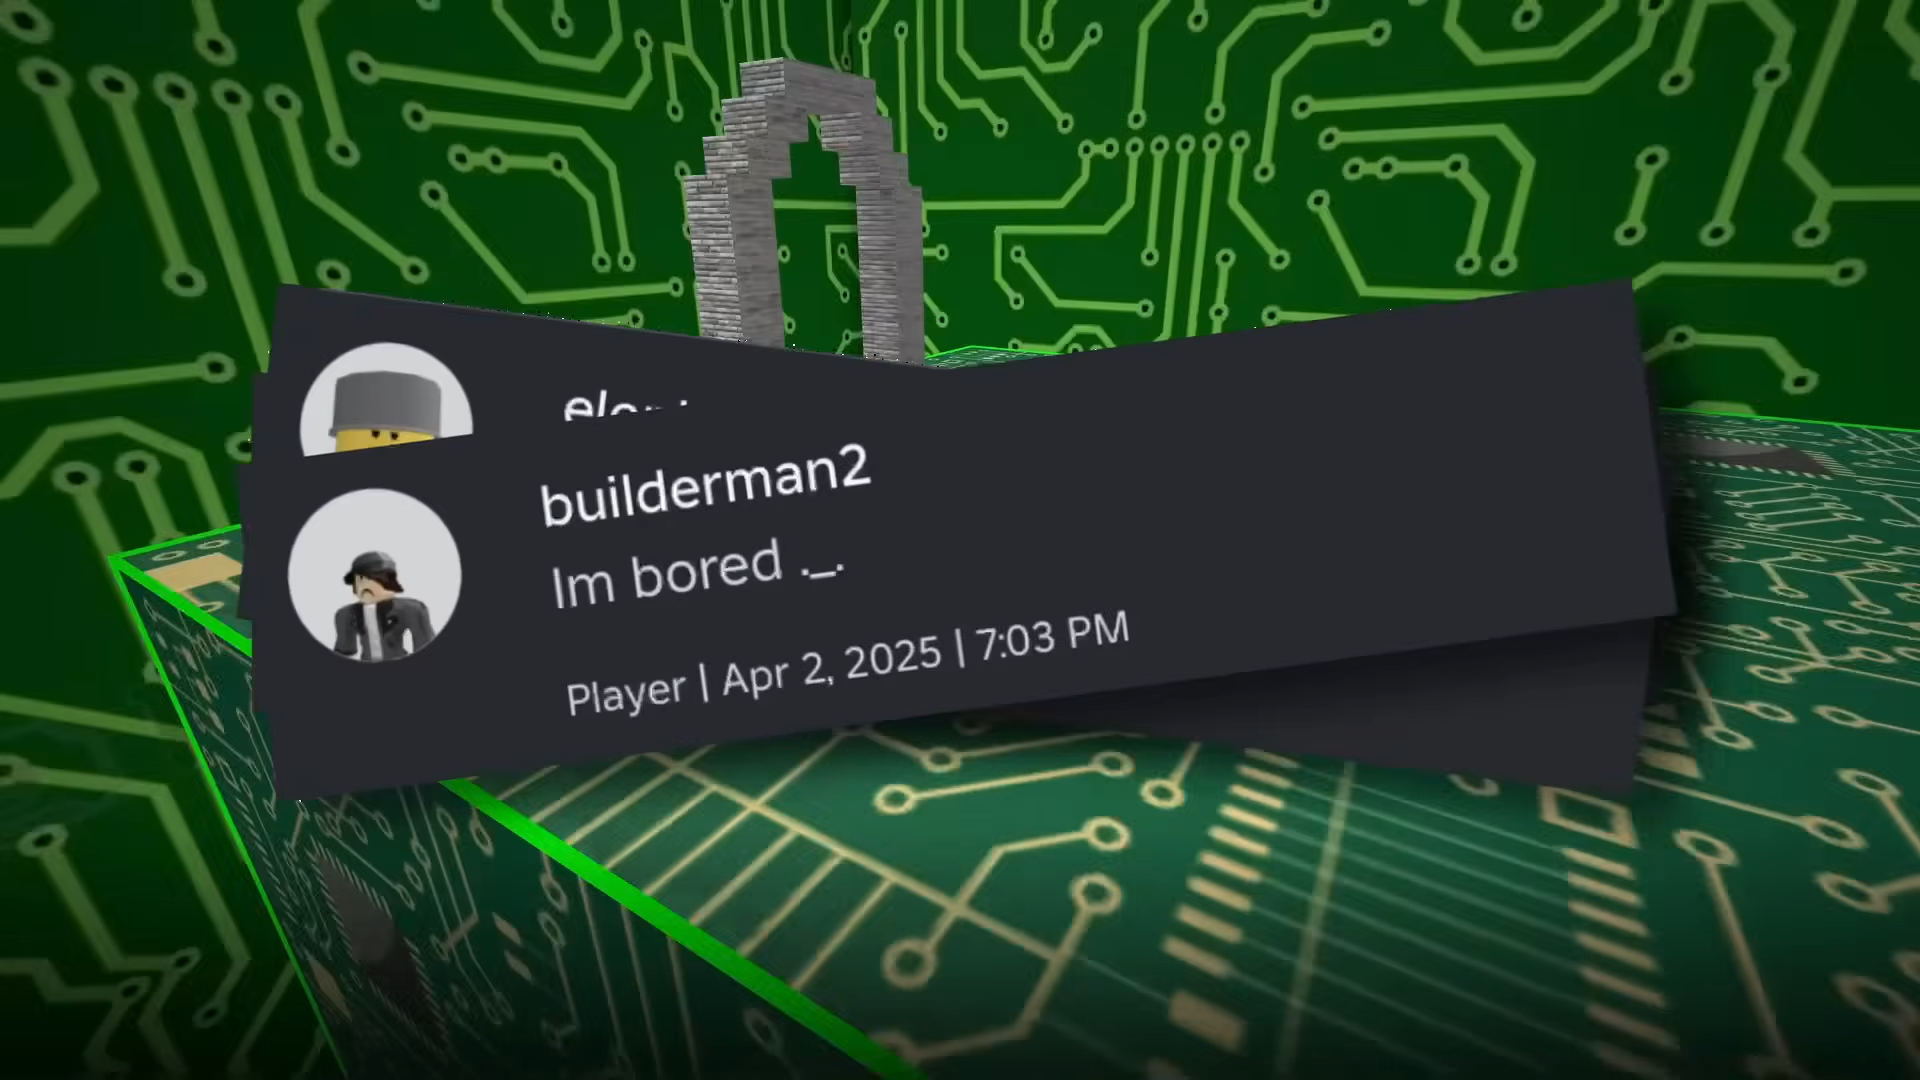 builderman2
Im bored ._.
Player | Apr 2, 2025 | 7:03 PM